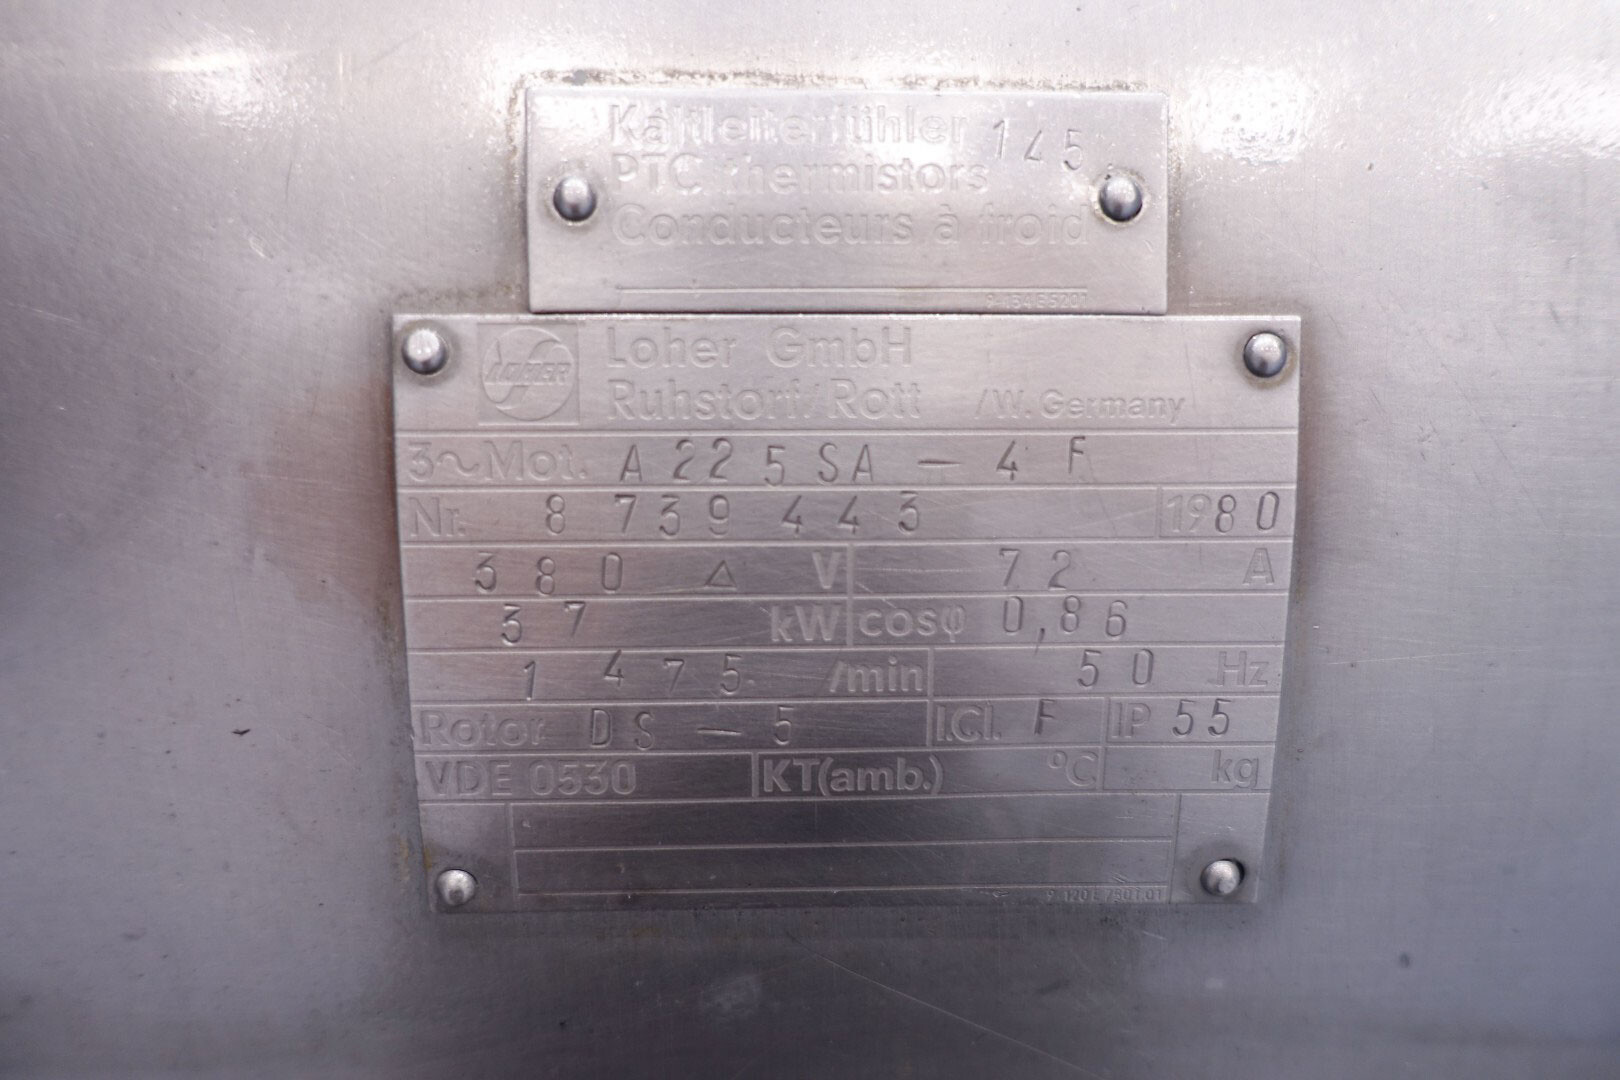 Kaltleiterfühler 145
PTC thermistors
Conducteurs à froid
LOHER
Loher GmbH
Ruhstorf/Rott /W. Germany
3~Mot. A 225 SA - 4 F
Nr. 8 739 443 1980
380 △ V 72 A
37 kW cosφ 0,86
1 475 /min 50 Hz
Rotor DS - 5 I.Cl. F IP 55
VDE 0530 KT(amb.) °C kg